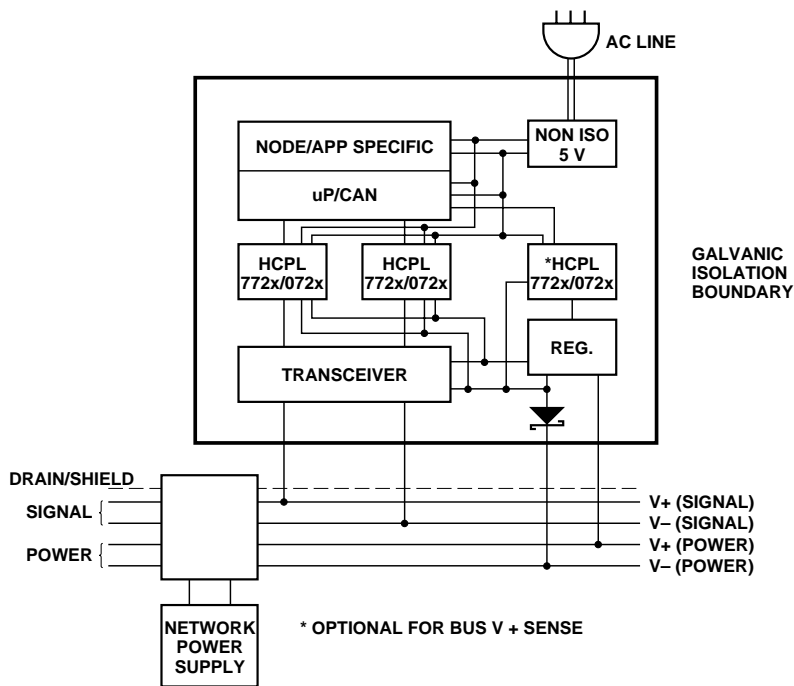 AC LINE
NON ISO
5 V
NODE/APP SPECIFIC
uP/CAN
HCPL
772x/072x
HCPL
772x/072x
*HCPL
772x/072x
GALVANIC
ISOLATION
BOUNDARY
REG.
TRANSCEIVER
DRAIN/SHIELD
SIGNAL
POWER
V+ (SIGNAL)
V– (SIGNAL)
V+ (POWER)
V– (POWER)
NETWORK
POWER
SUPPLY
* OPTIONAL FOR BUS V + SENSE